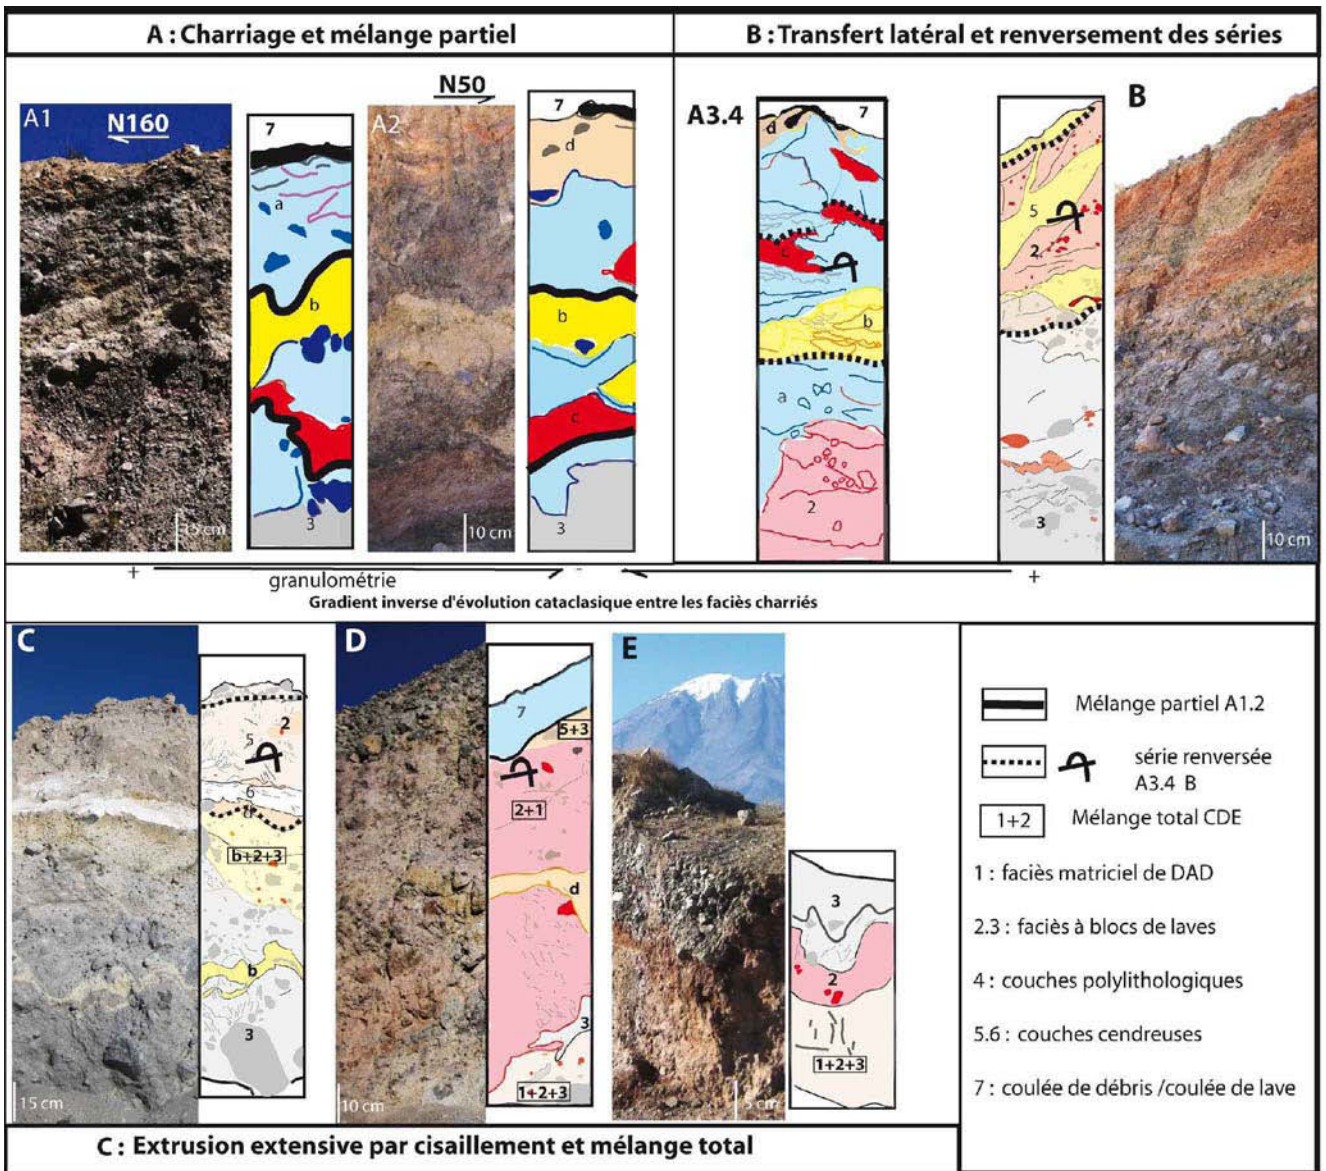 A : Charriage et mélange partiel
B : Transfert latéral et renversement des séries
A1
N160
7
a
b
3
15 cm
N50
A2
7
d
b
c
3
10 cm
A3.4
d
7
c
b
a
2
B
5
2
3
10 cm
+ granulométrie - +
Gradient inverse d'évolution cataclasique entre les faciès charriés
C
2
5
6
d
b+2+3
b
3
15 cm
D
7
5+3
2+1
d
3
1+2+3
10 cm
E
3
2
1+2+3
5 cm
Mélange partiel A1.2
série renversée
A3.4 B
1+2 Mélange total CDE
1 : faciès matriciel de DAD
2.3 : faciès à blocs de laves
4 : couches polylithologiques
5.6 : couches cendreuses
7 : coulée de débris /coulée de lave
C : Extrusion extensive par cisaillement et mélange total